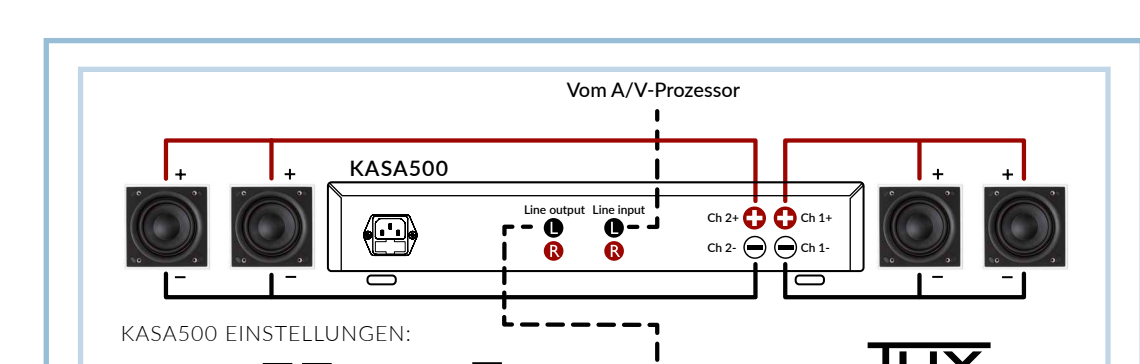 Vom A/V-Prozessor
+ + KASA500 + +
Line output Line input
Ch 2+ Ch 1+
L L
R R
Ch 2- Ch 1-
− − − −
KASA500 EINSTELLUNGEN: